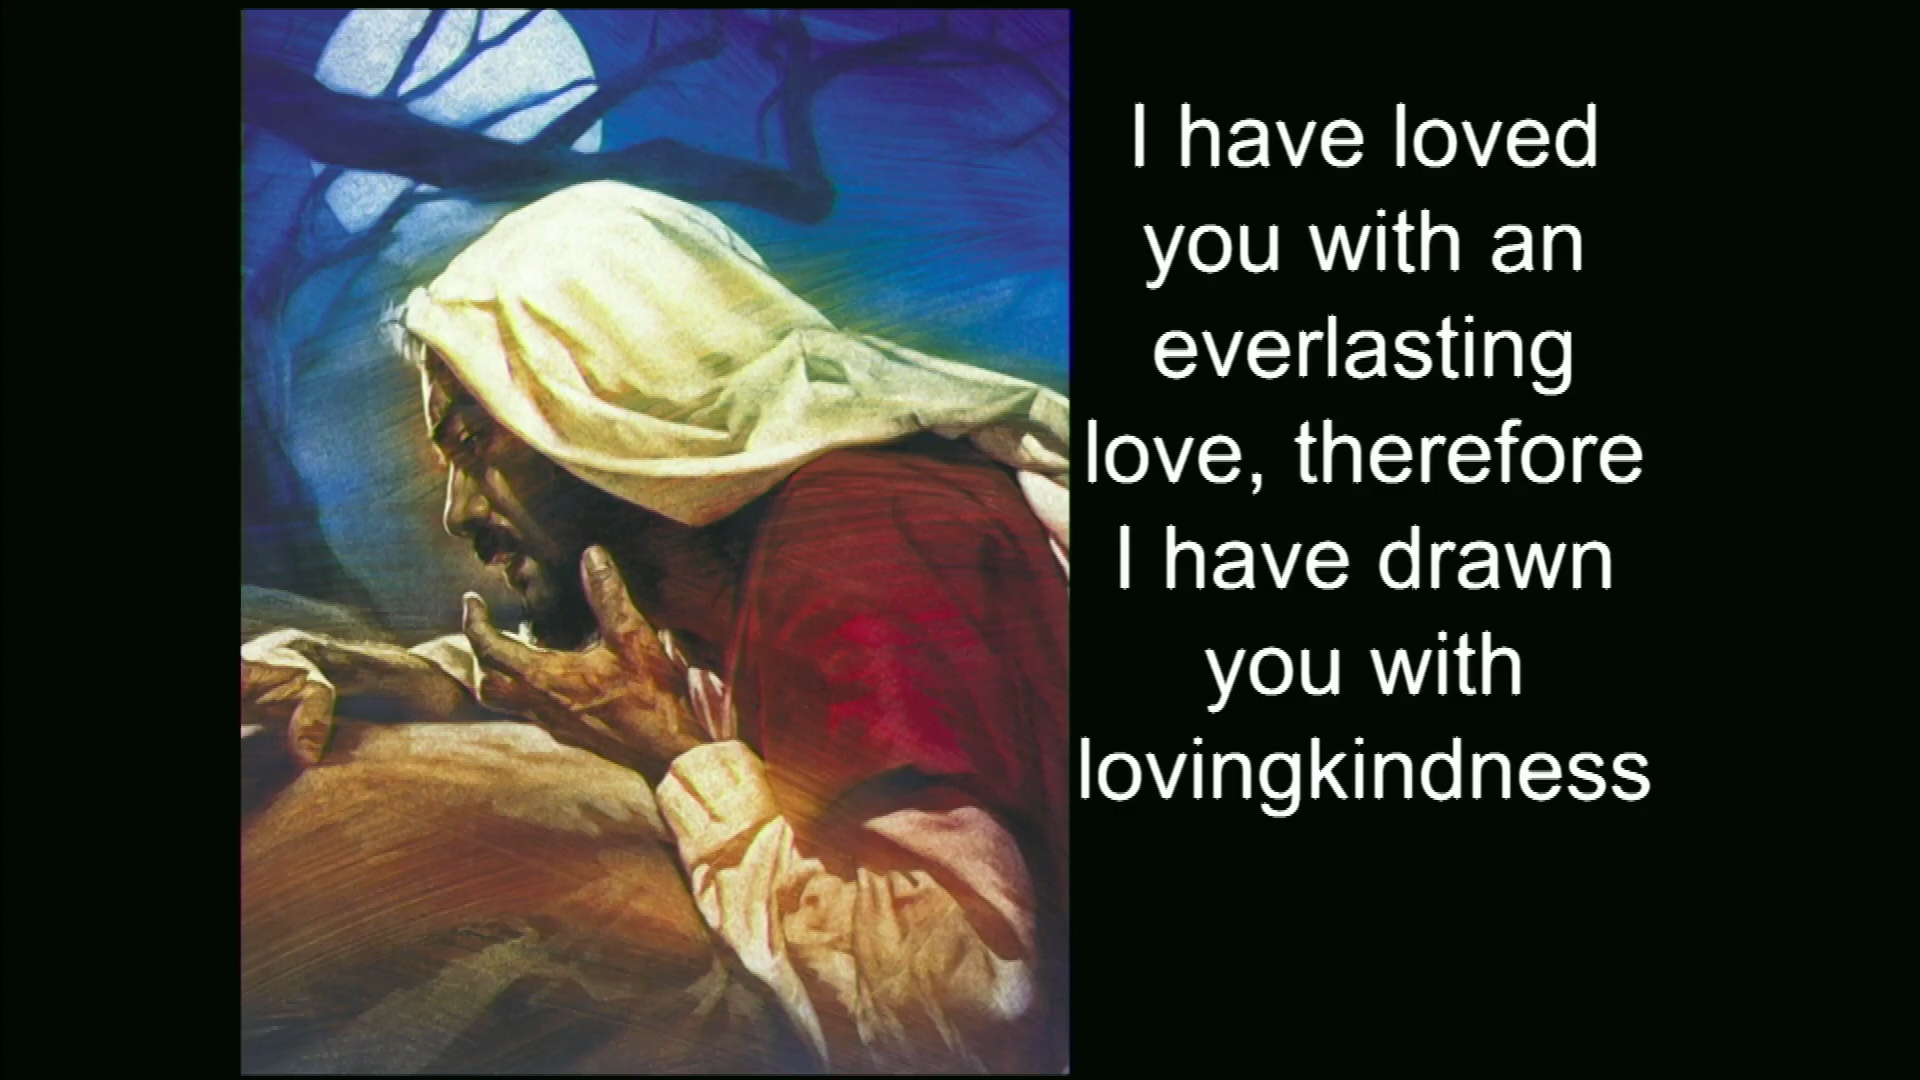 I have loved
you with an
everlasting
love, therefore
I have drawn
you with
lovingkindness